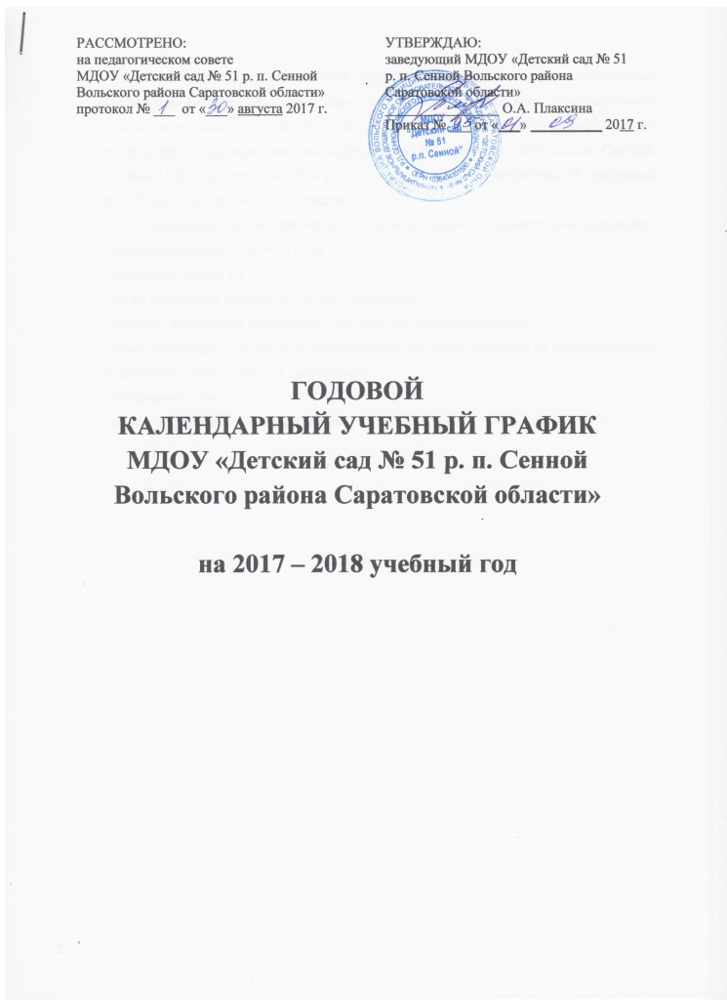 РАССМОТРЕНО:
на педагогическом совете
МДОУ «Детский сад № 51 р. п. Сенной
Вольского района Саратовской области»
протокол № 1 от «30» августа 2017 г.
УТВЕРЖДАЮ:
заведующий МДОУ «Детский сад № 51
р. п. Сенной Вольского района
Саратовской области»
О.А. Плаксина
Приказ № от «01» 09 2017 г.
МДОУ
"Детский сад
№ 51
р.п. Сенной"
ГОДОВОЙ
КАЛЕНДАРНЫЙ УЧЕБНЫЙ ГРАФИК
МДОУ «Детский сад № 51 р. п. Сенной
Вольского района Саратовской области»
на 2017 – 2018 учебный год